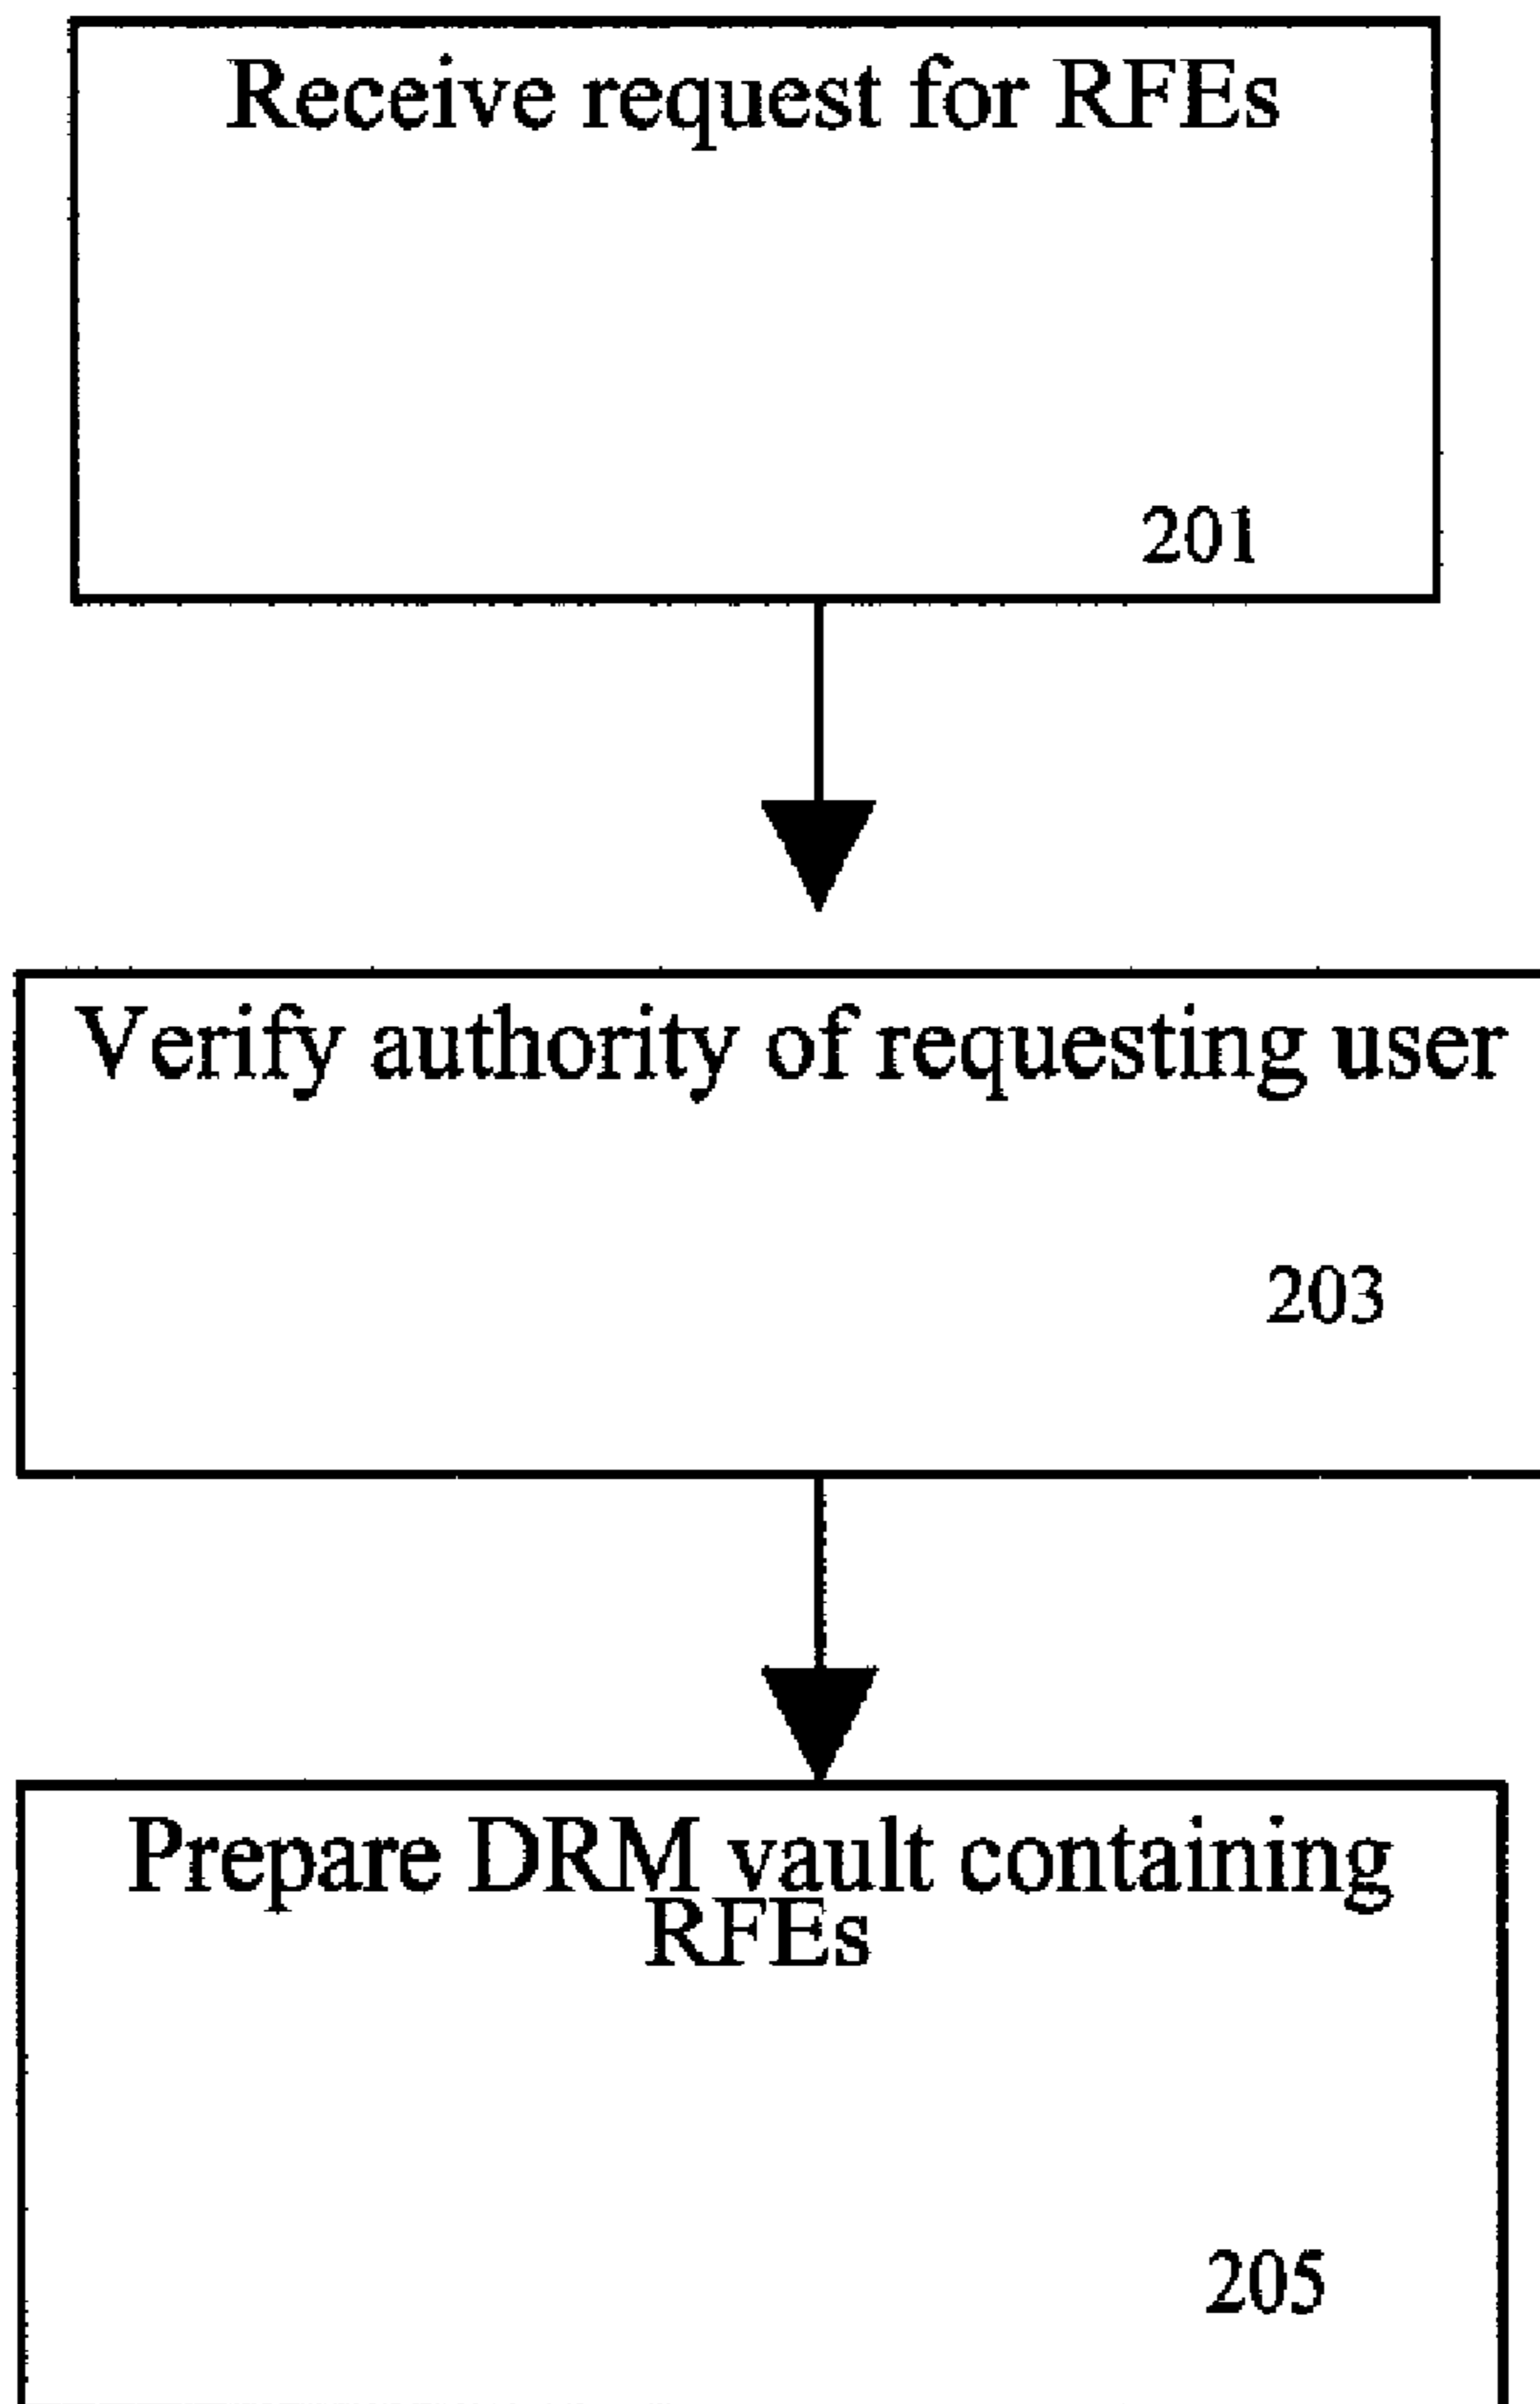 Receive request for RFEs
201
Verify authority of requesting user
203
Prepare DRM vault containing
RFEs
205